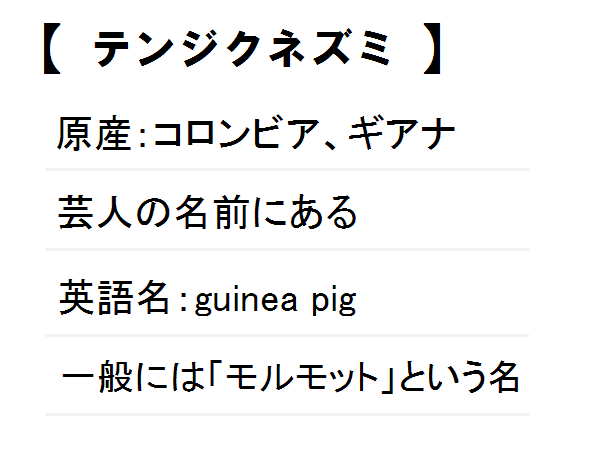 【 テンジクネズミ 】
原産：コロンビア、ギアナ
芸人の名前にある
英語名：guinea pig
一般には「モルモット」という名